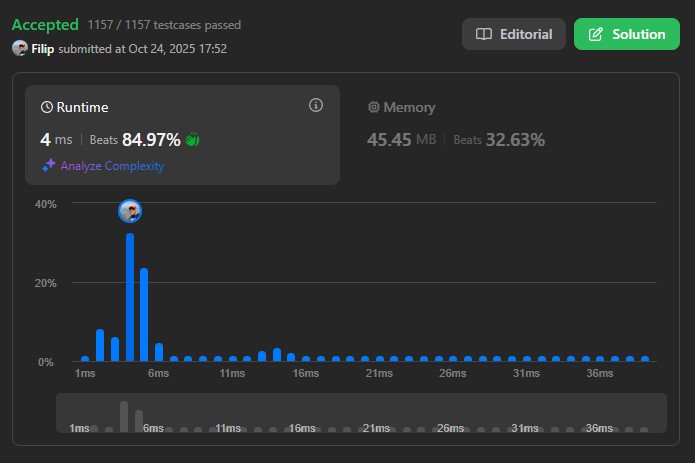 Accepted 1157 / 1157 testcases passed
Editorial
Solution
Filip submitted at Oct 24, 2025 17:52
Runtime
4 ms | Beats 84.97%
Analyze Complexity
Memory
45.45 MB | Beats 32.63%
40%
20%
0%
1ms 6ms 11ms 16ms 21ms 26ms 31ms 36ms
1ms 6ms 11ms 16ms 21ms 26ms 31ms 36ms